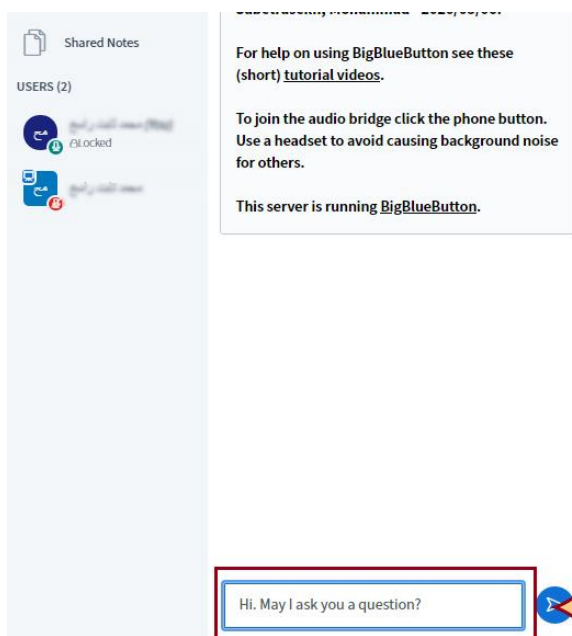 Shared Notes
USERS (2)
مح
Locked
مح
For help on using BigBlueButton see these
(short) tutorial videos.
To join the audio bridge click the phone button.
Use a headset to avoid causing background noise
for others.
This server is running BigBlueButton.
Hi. May I ask you a question?